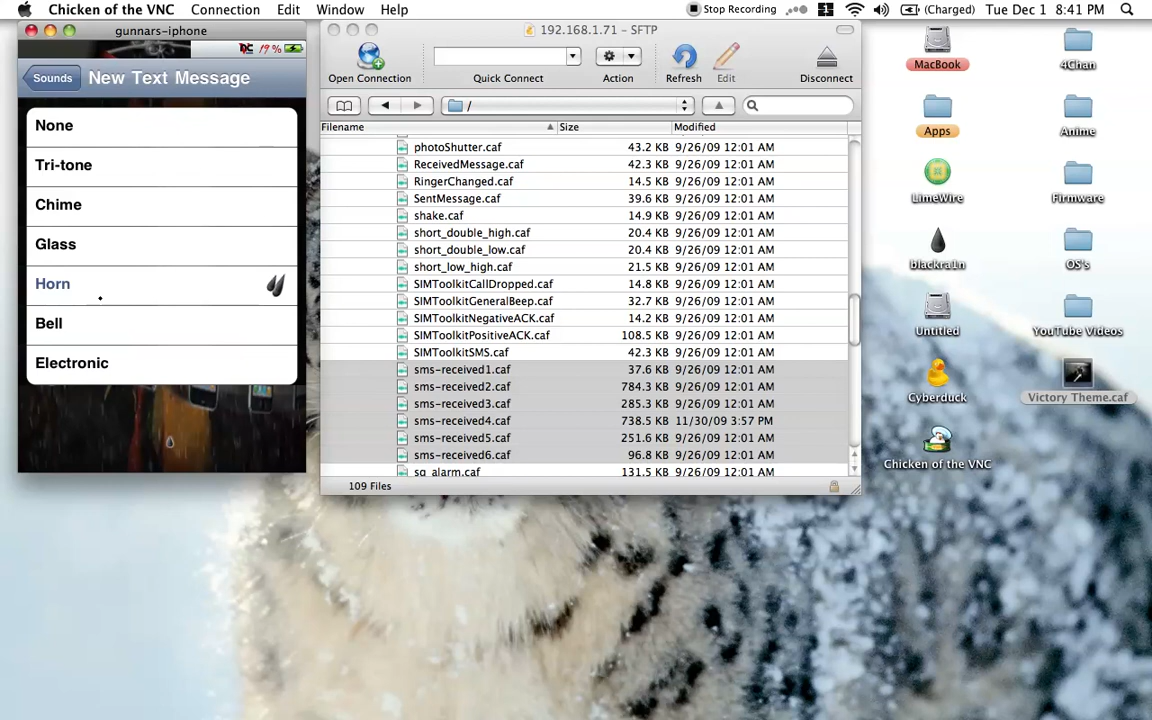 Chicken of the VNC Connection Edit Window Help Stop Recording (Charged) Tue Dec 1 8:41 PM
gunnars-iphone
19 %
Sounds New Text Message
None
Tri-tone
Chime
Glass
Horn
Bell
Electronic
192.168.1.71 – SFTP
Open Connection Quick Connect Action Refresh Edit Disconnect
/
Filename Size Modified
photoShutter.caf 43.2 KB 9/26/09 12:01 AM
ReceivedMessage.caf 42.3 KB 9/26/09 12:01 AM
RingerChanged.caf 14.5 KB 9/26/09 12:01 AM
SentMessage.caf 39.6 KB 9/26/09 12:01 AM
shake.caf 14.9 KB 9/26/09 12:01 AM
short_double_high.caf 20.4 KB 9/26/09 12:01 AM
short_double_low.caf 20.4 KB 9/26/09 12:01 AM
short_low_high.caf 21.5 KB 9/26/09 12:01 AM
SIMToolkitCallDropped.caf 14.8 KB 9/26/09 12:01 AM
SIMToolkitGeneralBeep.caf 32.7 KB 9/26/09 12:01 AM
SIMToolkitNegativeACK.caf 14.2 KB 9/26/09 12:01 AM
SIMToolkitPositiveACK.caf 108.5 KB 9/26/09 12:01 AM
SIMToolkitSMS.caf 42.3 KB 9/26/09 12:01 AM
sms-received1.caf 37.6 KB 9/26/09 12:01 AM
sms-received2.caf 784.3 KB 9/26/09 12:01 AM
sms-received3.caf 285.3 KB 9/26/09 12:01 AM
sms-received4.caf 738.5 KB 11/30/09 3:57 PM
sms-received5.caf 251.6 KB 9/26/09 12:01 AM
sms-received6.caf 96.8 KB 9/26/09 12:01 AM
sq_alarm.caf 131.5 KB 9/26/09 12:01 AM
109 Files
MacBook 4Chan
Apps Anime
LimeWire Firmware
blackra1n OS's
Untitled YouTube Videos
Cyberduck Victory Theme.caf
Chicken of the VNC